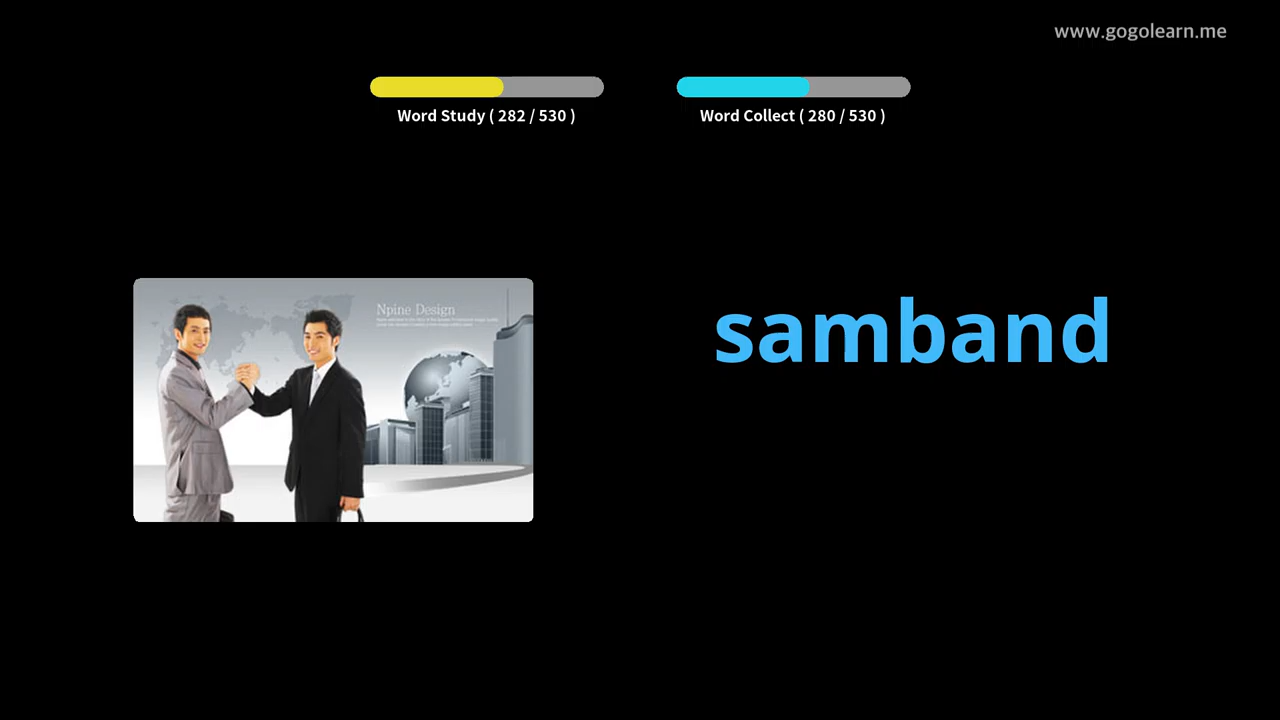 www.gogolearn.me
Word Study ( 282 / 530 )
Word Collect ( 280 / 530 )
Npine Design
samband